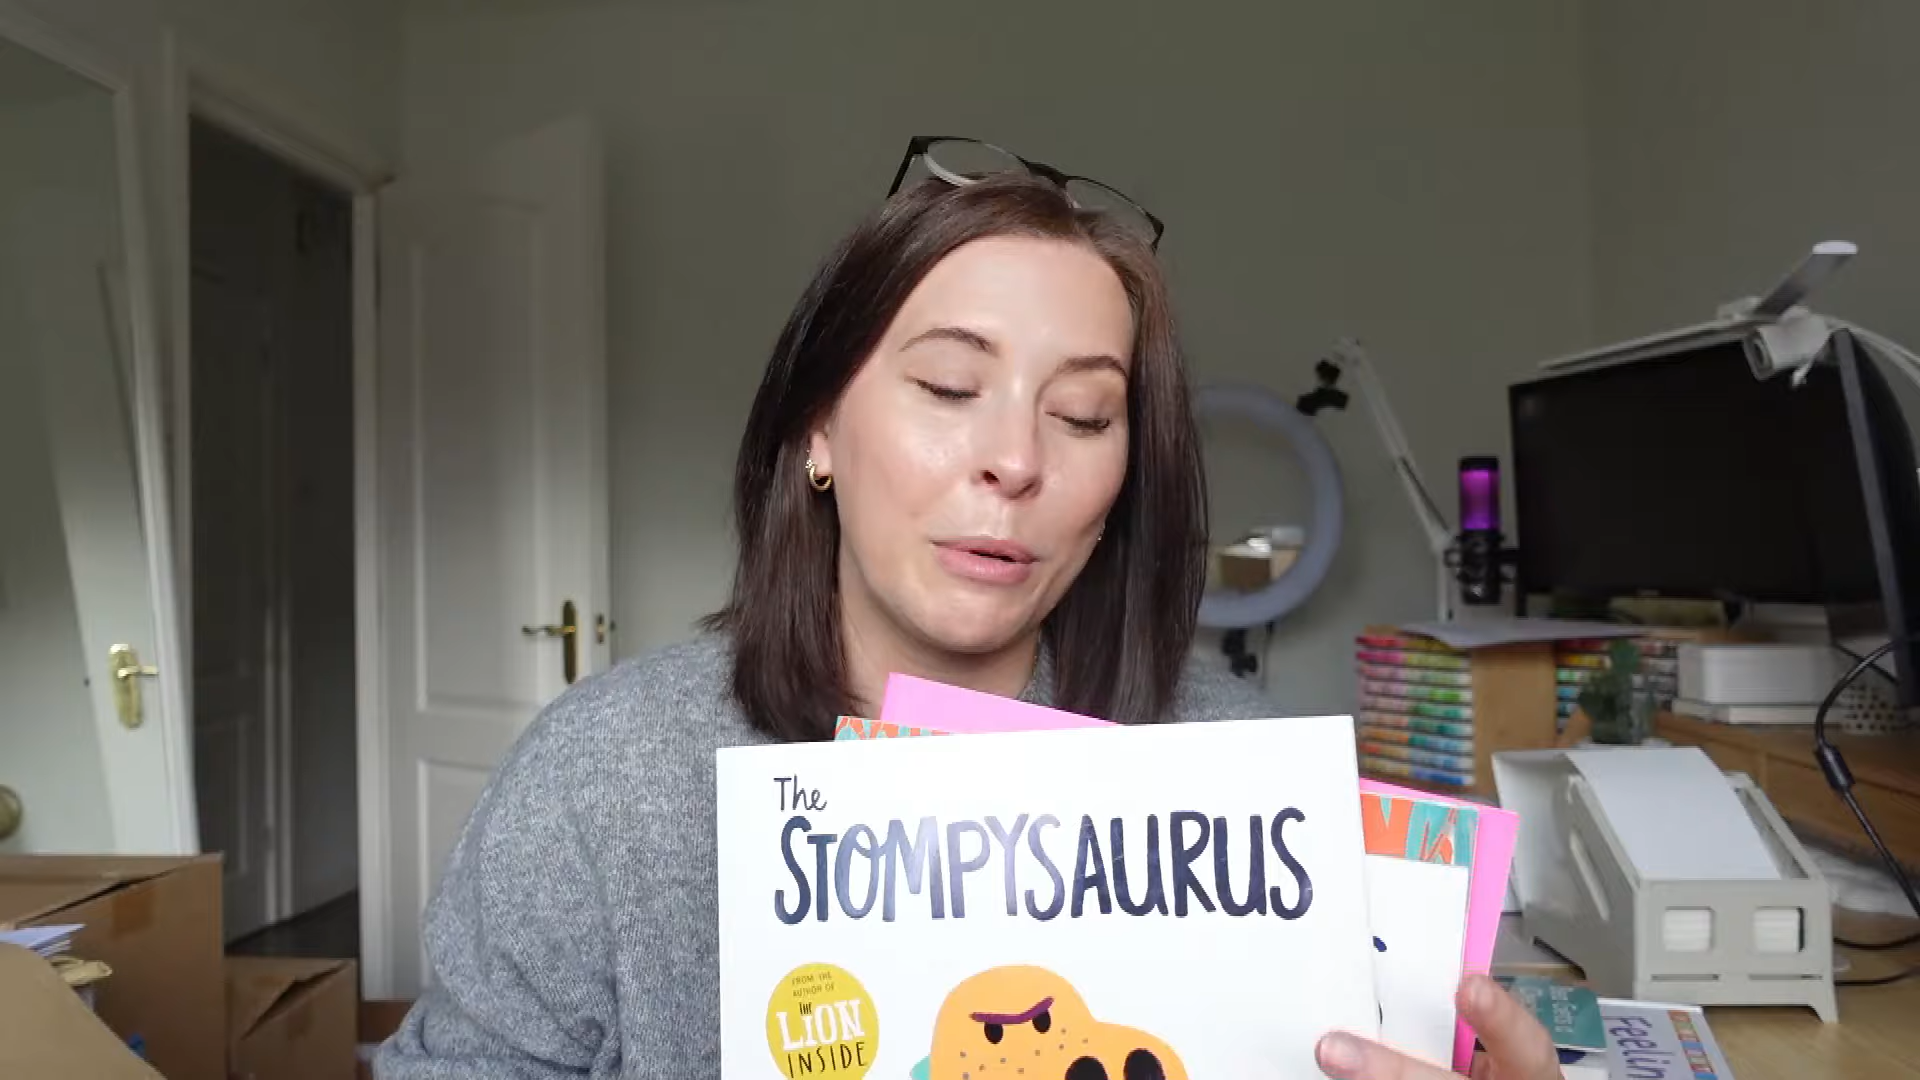 The
STOMPYSAURUS
FROM THE
AUTHOR OF
THE
LION
INSIDE
Feelin